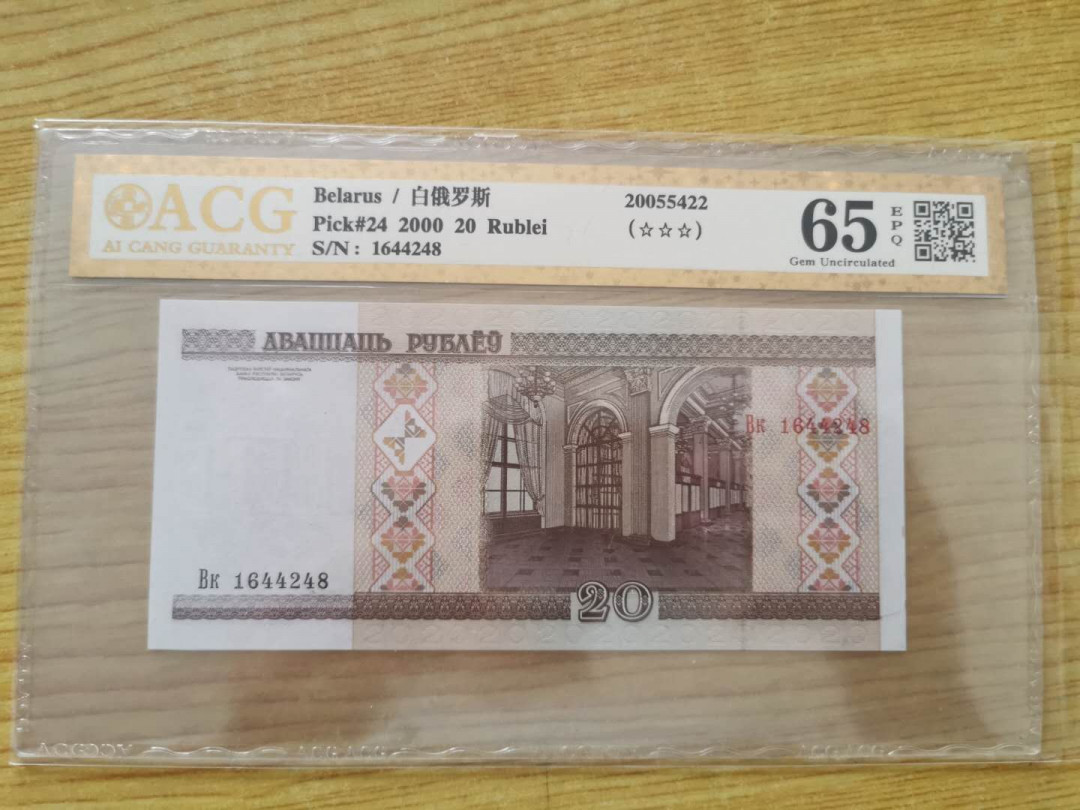 ACG
AI CANG GUARANTY
Belarus / 白俄罗斯
Pick#24 2000 20 Rublei
S/N : 1644248
20055422
(☆☆☆)
65
EPQ
Gem Uncirculated
ДВАЦЦАЦЬ РУБЛЁЎ
Вк 1644248
Вк 1644248
20